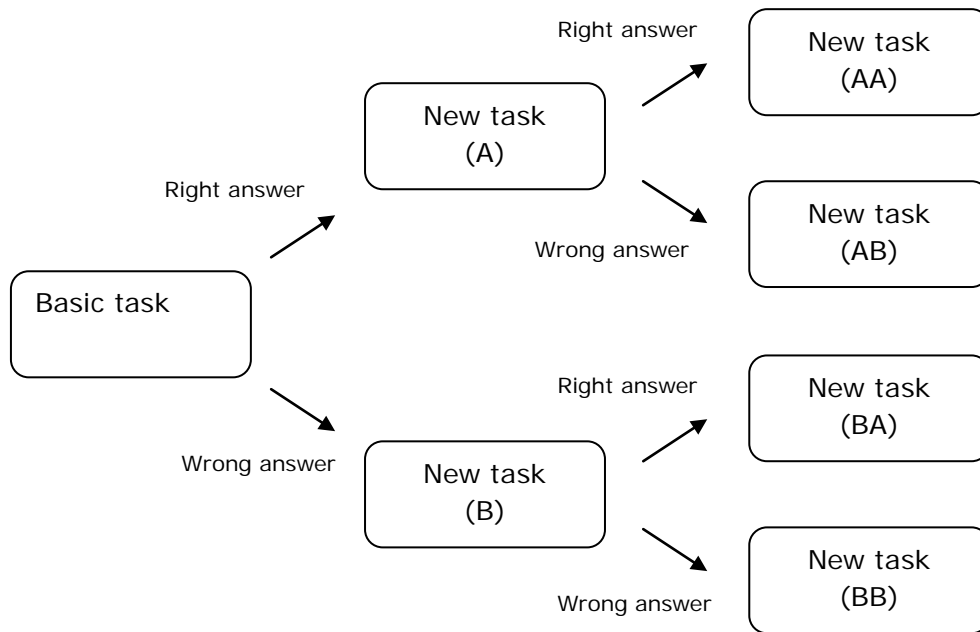 Right answer
New task
(AA)
New task
(A)
Right answer
New task
(AB)
Wrong answer
Basic task
Right answer
New task
(BA)
Wrong answer
New task
(B)
New task
(BB)
Wrong answer